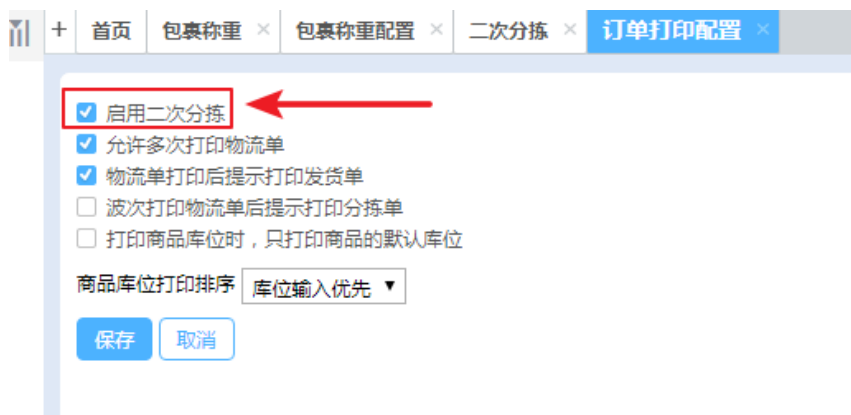 + 首页 包裹称重 × 包裹称重配置 × 二次分拣 × 订单打印配置 ×
启用二次分拣
允许多次打印物流单
物流单打印后提示打印发货单
波次打印物流单后提示打印分拣单
打印商品库位时，只打印商品的默认库位
商品库位打印排序 库位输入优先 ▼
保存 取消